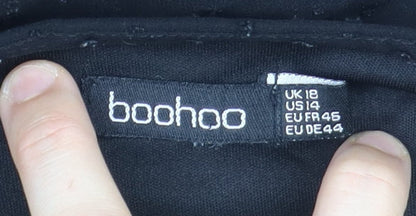 boohoo
UK 18
US 14
EU FR 46
EU DE 44